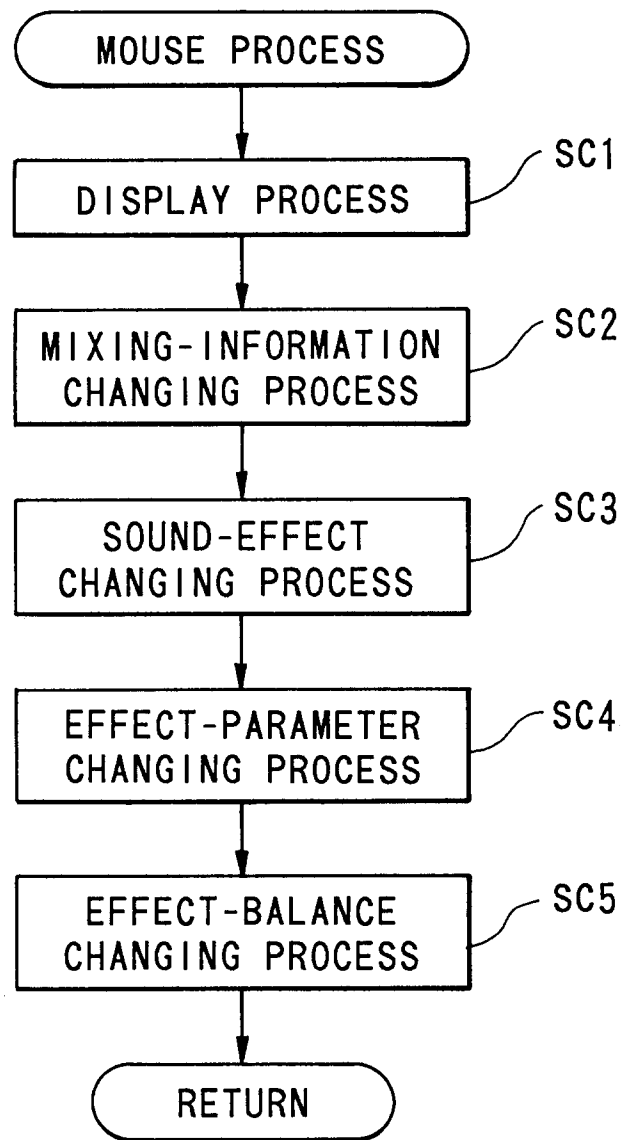 MOUSE PROCESS
SC1
DISPLAY PROCESS
SC2
MIXING-INFORMATION
CHANGING PROCESS
SC3
SOUND-EFFECT
CHANGING PROCESS
SC4
EFFECT-PARAMETER
CHANGING PROCESS
SC5
EFFECT-BALANCE
CHANGING PROCESS
RETURN